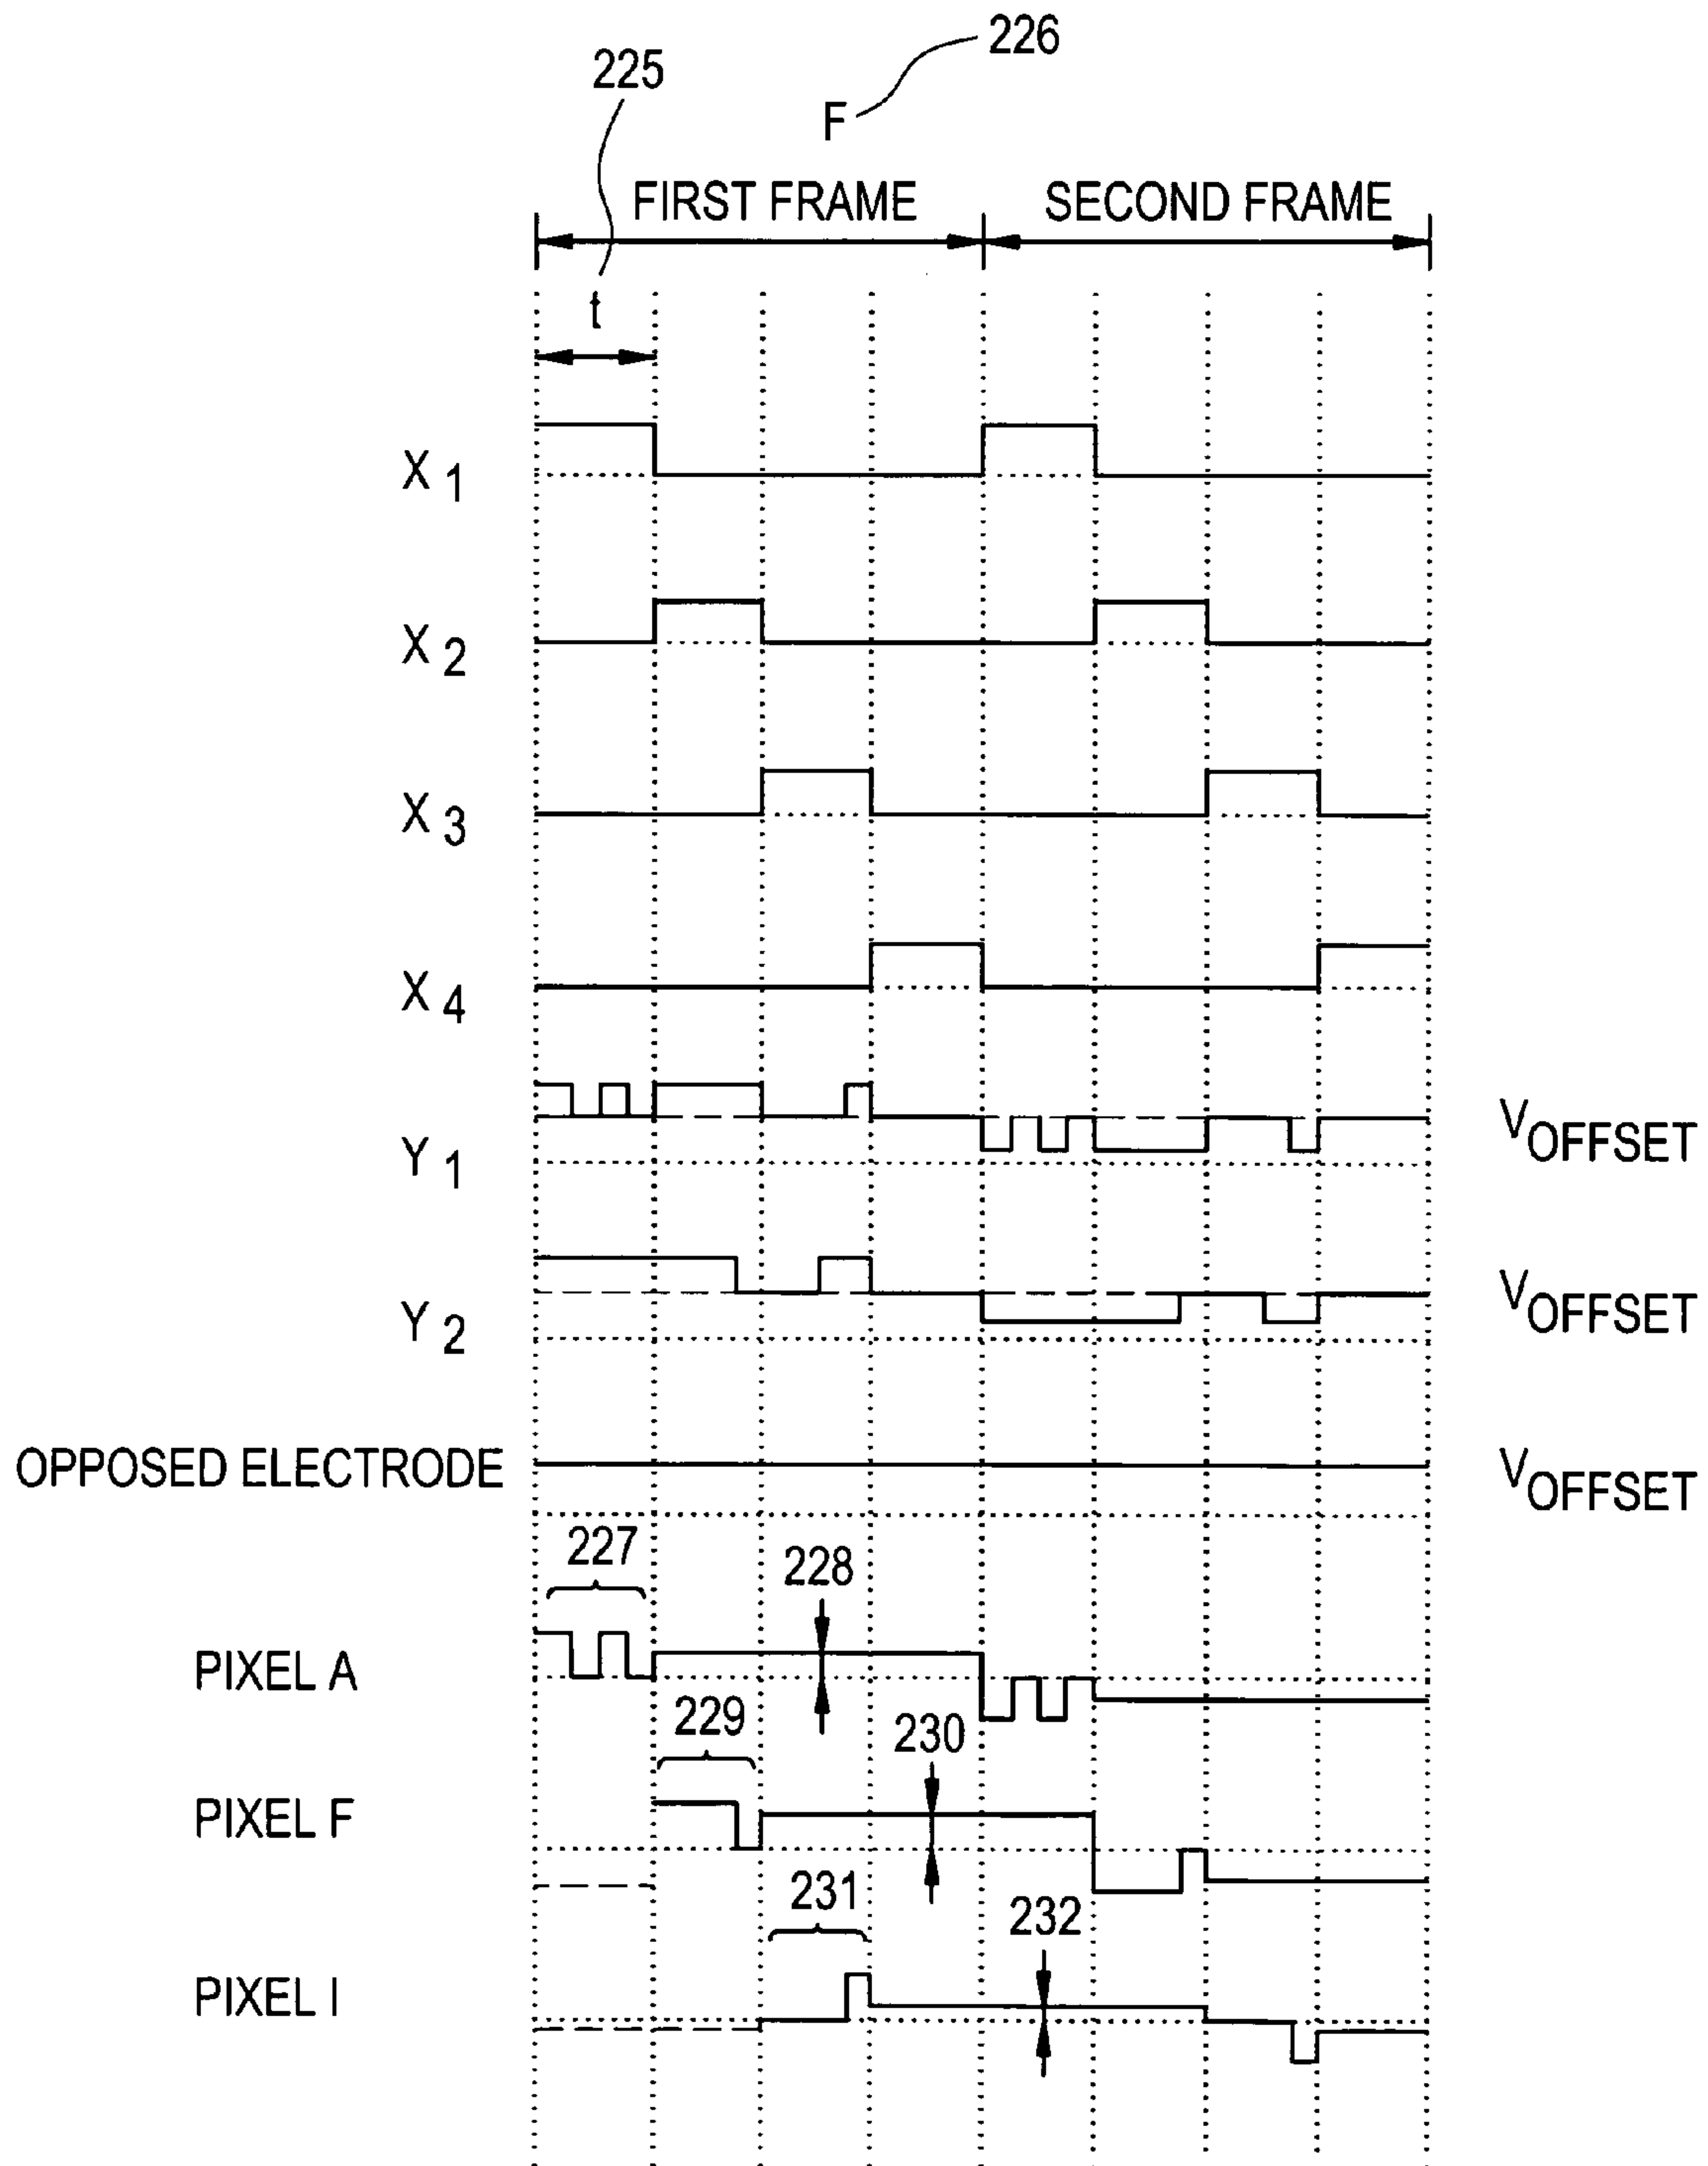 226
225
F
FIRST FRAME SECOND FRAME
t
X 1
X 2
X 3
X 4
Y 1 VOFFSET
Y 2 VOFFSET
OPPOSED ELECTRODE VOFFSET
227
228
PIXEL A
229
230
PIXEL F
231
232
PIXEL I